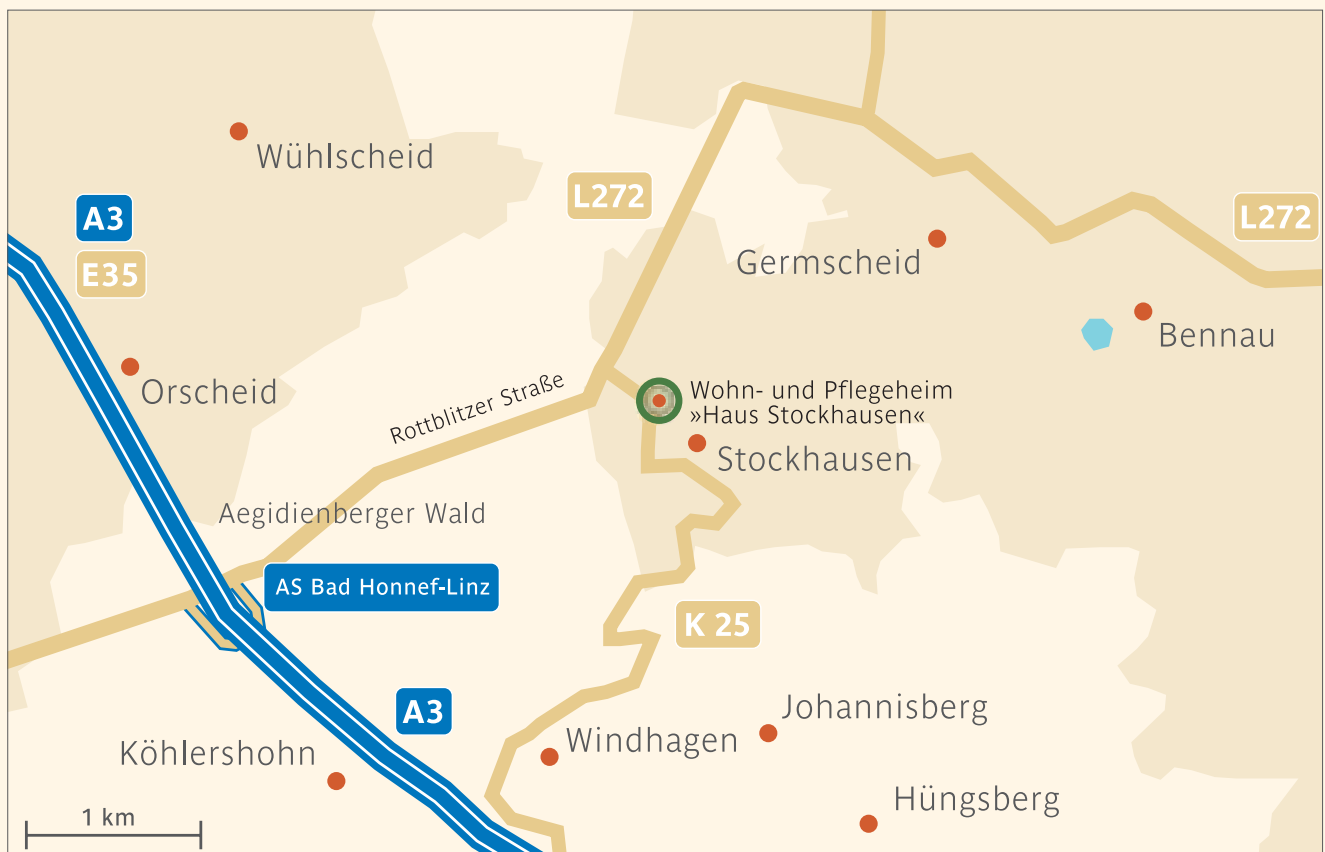 Wühlscheid
A3
L272
L272
E35
Germscheid
Bennau
Orscheid
Rottblitzer Straße
Wohn- und Pflegeheim
»Haus Stockhausen«
Stockhausen
Aegidienberger Wald
AS Bad Honnef-Linz
K 25
A3
Johannisberg
Windhagen
Köhlershohn
Hüngsberg
1 km